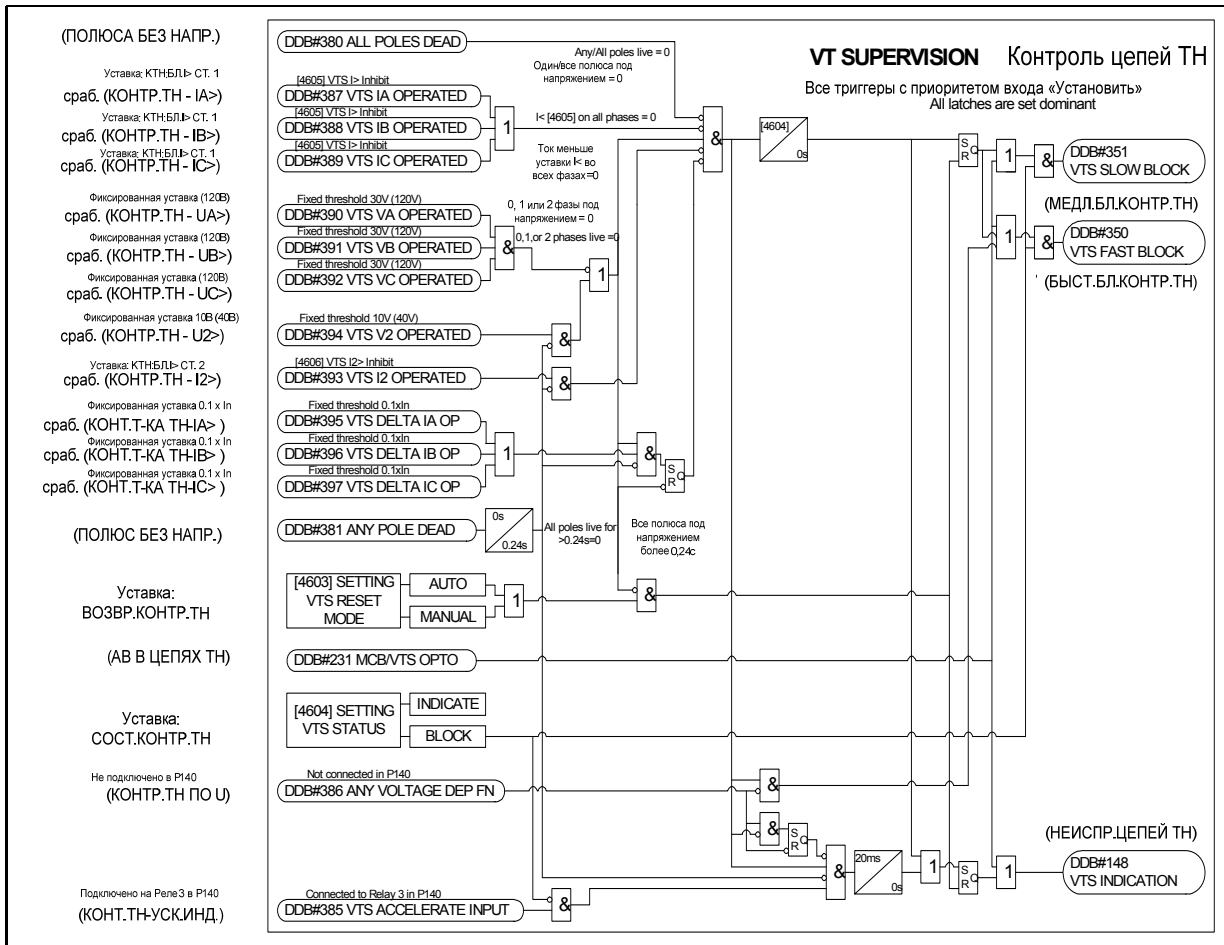 VT SUPERVISION Контроль цепей ТН
Все триггеры с приоритетом входа «Установить»
All latches are set dominant
(ПОЛЮСА БЕЗ НАПР.)
DDB#380 ALL POLES DEAD
Any/All poles live = 0
Один/все полюса под
напряжением = 0
Уставка: КТН:БЛ.I> СТ. 1
сраб. (КОНТР.ТН - IA>)
[4605] VTS I> Inhibit
DDB#387 VTS IA OPERATED
Уставка: КТН:БЛ.I> СТ. 1
сраб. (КОНТР.ТН - IB>)
[4605] VTS I> Inhibit
DDB#388 VTS IB OPERATED
Уставка: КТН:БЛ.I> СТ. 1
сраб. (КОНТР.ТН - IC>)
[4605] VTS I> Inhibit
DDB#389 VTS IC OPERATED
1
I< [4605] on all phases = 0
Ток меньше
уставки I< во
всех фазах=0
&
[4604]
0s
S
R
Q
1
&
DDB#351
VTS SLOW BLOCK
(МЕДЛ.БЛ.КОНТР.ТН)
1
&
DDB#350
VTS FAST BLOCK
(БЫСТ.БЛ.КОНТР.ТН)
Фиксированная уставка (120В)
сраб. (КОНТР.ТН - UA>)
Fixed threshold 30V (120V)
DDB#390 VTS VA OPERATED
Фиксированная уставка (120В)
сраб. (КОНТР.ТН - UB>)
Fixed threshold 30V (120V)
DDB#391 VTS VB OPERATED
Фиксированная уставка (120В)
сраб. (КОНТР.ТН - UC>)
Fixed threshold 30V (120V)
DDB#392 VTS VC OPERATED
&
0, 1 или 2 фазы под
напряжением = 0
0,1,or 2 phases live =0
1
Фиксированная уставка 10В (40В)
сраб. (КОНТР.ТН - U2>)
Fixed threshold 10V (40V)
DDB#394 VTS V2 OPERATED
&
Уставка: КТН:БЛ.I> СТ. 2
сраб. (КОНТР.ТН - I2>)
[4606] VTS I2> Inhibit
DDB#393 VTS I2 OPERATED
&
Фиксированная уставка 0.1 x In
сраб. (КОНТ.Т-КА ТН-IA> )
Fixed threshold 0.1xIn
DDB#395 VTS DELTA IA OP
Фиксированная уставка 0.1 x In
сраб. (КОНТ.Т-КА ТН-IB> )
Fixed threshold 0.1xIn
DDB#396 VTS DELTA IB OP
Фиксированная уставка 0.1 x In
сраб. (КОНТ.Т-КА ТН-IC> )
Fixed threshold 0.1xIn
DDB#397 VTS DELTA IC OP
1
&
S
R
Q
(ПОЛЮС БЕЗ НАПР.)
DDB#381 ANY POLE DEAD
0s
0.24s
All poles live for
>0.24s=0
Все полюса под
напряжением
более 0,24с
Уставка:
ВОЗВР.КОНТР.ТН
[4603] SETTING
VTS RESET
MODE
AUTO
MANUAL
1
&
(АВ В ЦЕПЯХ ТН)
DDB#231 MCB/VTS OPTO
Уставка:
СОСТ.КОНТР.ТН
[4604] SETTING
VTS STATUS
INDICATE
BLOCK
Не подключено в P140
(КОНТР.ТН ПО U)
Not connected in P140
DDB#386 ANY VOLTAGE DEP FN
&
&
S
R
Q
&
20ms
0s
1
S
R
Q
1
(НЕИСПР.ЦЕПЕЙ ТН)
DDB#148
VTS INDICATION
Подключено на Реле 3 в P140
(КОНТ.ТН-УСК.ИНД.)
Connected to Relay 3 in P140
DDB#385 VTS ACCELERATE INPUT
&